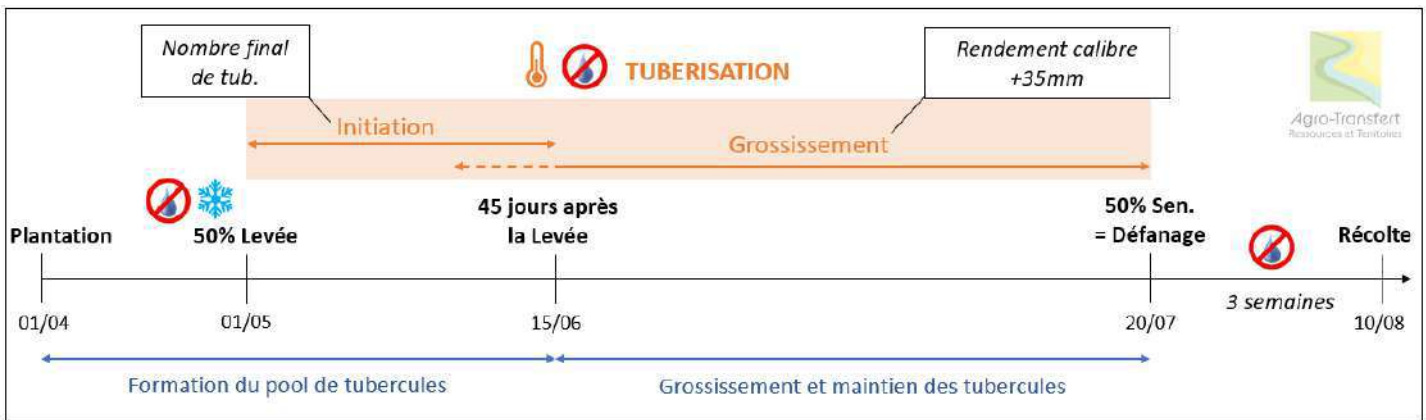 Nombre final
de tub.
TUBERISATION
Rendement calibre
+35mm
Agro-Transfert
Ressources et Territoires
Initiation
Grossissement
Plantation
50% Levée
45 jours après
la Levée
50% Sen.
= Défanage
Récolte
3 semaines
01/04
01/05
15/06
20/07
10/08
Formation du pool de tubercules
Grossissement et maintien des tubercules